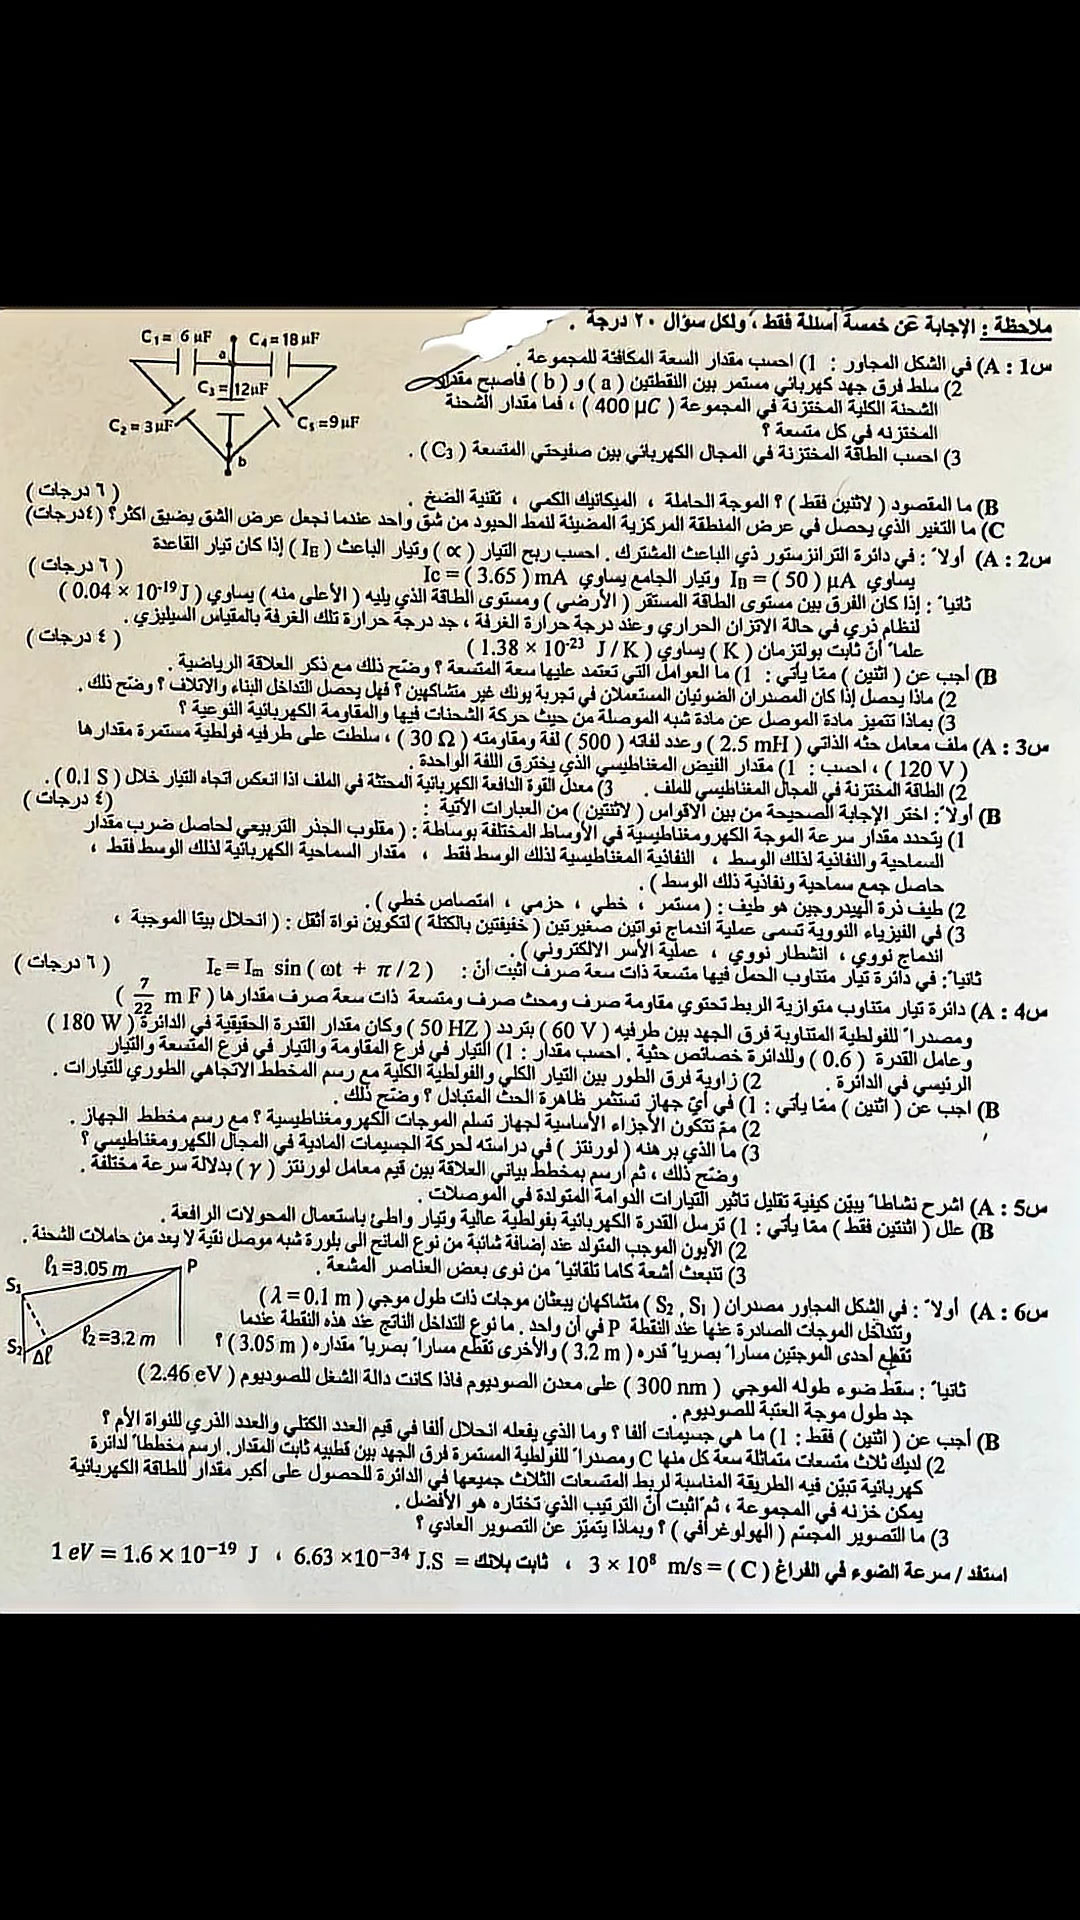 ملاحظة : الإجابة عن خمسة أسئلة فقط ، ولكل سؤال ٢٠ درجة .
س1 : A) في الشكل المجاور : 1) احسب مقدار السعة المكافئة للمجموعة .
2) سلط فرق جهد كهربائي مستمر بين النقطتين ( a ) و ( b ) فأصبح مقدار
الشحنة الكلية المختزنة في المجموعة ( 400 µC ) ، فما مقدار الشحنة
المختزنه في كل متسعة ؟
3) احسب الطاقة المختزنة في المجال الكهربائي بين صفيحتي المتسعة ( C₃ ) .
C₁ = 6 µF
a
C₄ = 18 µF
C₃ = 12µF
C₂ = 3 µF
C₅ =9 µF
b
B) ما المقصود ( لاثنين فقط ) ؟ الموجة الحاملة ، الميكانيك الكمي ، تقنية الضخ . ( ٦ درجات )
C) ما التغير الذي يحصل في عرض المنطقة المركزية المضيئة لنمط الحيود من شق واحد عندما نجعل عرض الشق يضيق اكثر؟ (٤درجات)
س2 : A) أولاً : في دائرة الترانزستور ذي الباعث المشترك . احسب ربح التيار ( ∝ ) وتيار الباعث ( I_E ) إذا كان تيار القاعدة
يساوي I_B = ( 50 ) µA وتيار الجامع يساوي Ic = ( 3.65 ) mA ( ٦ درجات )
ثانياً : إذا كان الفرق بين مستوى الطاقة المستقر ( الأرضي ) ومستوى الطاقة الذي يليه ( الأعلى منه ) يساوي ( 0.04 × 10⁻¹⁹ J )
لنظام ذري في حالة الاتزان الحراري وعند درجة حرارة الغرفة ، جد درجة حرارة تلك الغرفة بالمقياس السيليزي .
علماً أنّ ثابت بولتزمان ( K ) يساوي ( 1.38 × 10⁻²³ J / K ) ( ٤ درجات )
B) أجب عن ( اثنين ) ممّا يأتي : 1) ما العوامل التي تعتمد عليها سعة المتسعة ؟ وضتح ذلك مع ذكر العلاقة الرياضية .
2) ماذا يحصل إذا كان المصدران الضوئيان المستعملان في تجربة يونك غير متشاكهين ؟ فهل يحصل التداخل البناء والاتلاف ؟ وضتح ذلك .
3) بماذا تتميز مادة الموصل عن مادة شبه الموصلة من حيث حركة الشحنات فيها والمقاومة الكهربائية النوعية ؟
س3 : A) ملف معامل حثه الذاتي ( 2.5 mH ) وعدد لفاته ( 500 ) لفة ومقاومته ( 30 Ω ) ، سلطت على طرفيه فولطية مستمرة مقدارها
( 120 V ) ، احسب : 1) مقدار الفيض المغناطيسي الذي يخترق اللفة الواحدة .
2) الطاقة المختزنة في المجال المغناطيسي للملف . 3) معدل القوة الدافعة الكهربائية المحتثة في الملف اذا انعكس اتجاه التيار خلال ( 0.1 S ) .
B) أولاً : اختر الإجابة الصحيحة من بين الاقواس ( لاثنتين ) من العبارات الآتية : ( ٤ درجات )
1) يتحدد مقدار سرعة الموجة الكهرومغناطيسية في الأوساط المختلفة بوساطة : ( مقلوب الجذر التربيعي لحاصل ضرب مقدار
السماحية والنفاذية لذلك الوسط ، النفاذية المغناطيسية لذلك الوسط فقط ، مقدار السماحية الكهربائية لذلك الوسط فقط ،
حاصل جمع سماحية ونفاذية ذلك الوسط ) .
2) طيف ذرة الهيدروجين هو طيف : ( مستمر ، خطي ، حزمي ، امتصاص خطي ) .
3) في الفيزياء النووية تسمى عملية اندماج نواتين صغيرتين ( خفيفتين بالكتلة ) لتكوين نواة أثقل : ( انحلال بيتا الموجبة ،
اندماج نووي ، انشطار نووي ، عملية الأسر الالكتروني ) .
ثانياً : في دائرة تيار متناوب الحمل فيها متسعة ذات سعة صرف أثبت أنّ : I_c = I_m sin ( ωt + π / 2 ) ( ٦ درجات )
س4 : A) دائرة تيار متناوب متوازية الربط تحتوي مقاومة صرف ومحث صرف ومتسعة ذات سعة صرف مقدارها ( 7/22 m F )
ومصدراً للفولطية المتناوبة فرق الجهد بين طرفيه ( 60 V ) بتردد ( 50 HZ ) وكان مقدار القدرة الحقيقية في الدائرة ( 180 W )
وعامل القدرة ( 0.6 ) وللدائرة خصائص حثية . احسب مقدار : 1) التيار في فرع المقاومة والتيار في فرع المتسعة والتيار
الرئيسي في الدائرة . 2) زاوية فرق الطور بين التيار الكلي والفولطية الكلية مع رسم المخطط الاتجاهي الطوري للتيارات .
B) اجب عن ( اثنين ) ممّا يأتي : 1) في أيّ جهاز تستثمر ظاهرة الحث المتبادل ؟ وضتح ذلك .
2) ممّ تتكون الأجزاء الأساسية لجهاز تسلم الموجات الكهرومغناطيسية ؟ مع رسم مخطط الجهاز .
3) ما الذي برهنه ( لورنتز ) في دراسته لحركة الجسيمات المادية في المجال الكهرومغناطيسي ؟
وضتح ذلك ، ثم ارسم بمخطط بياني العلاقة بين قيم معامل لورنتز ( γ ) بدلالة سرعة مختلفة .
س5 : A) اشرح نشاطاً يبيّن كيفية تقليل تاثير التيارات الدوامة المتولدة في الموصلات .
B) علل ( اثنتين فقط ) ممّا يأتي : 1) ترسل القدرة الكهربائية بفولطية عالية وتيار واطئ باستعمال المحولات الرافعة .
2) الأيون الموجب المتولد عند إضافة شائبة من نوع المانح الى بلورة شبه موصل نقية لا يعد من حاملات الشحنة .
3) تنبعث أشعة كاما تلقائياً من نوى بعض العناصر المشعة .
س6 : A) أولاً : في الشكل المجاور مصدران ( S₂ , S₁ ) متشاكهان يبعثان موجات ذات طول موجي ( λ = 0.1 m )
وتتداخل الموجات الصادرة عنها عند النقطة P في أن واحد . ما نوع التداخل الناتج عند هذه النقطة عندما
تقطع أحدى الموجتين مساراً بصرياً قدره ( 3.2 m ) والأخرى تقطع مساراً بصرياً مقداره ( 3.05 m ) ؟
ℓ₁ =3.05 m
P
S₁
S₂
ℓ₂ =3.2 m
Δℓ
ثانياً : سقط ضوء طوله الموجي ( 300 nm ) على معدن الصوديوم فاذا كانت دالة الشغل للصوديوم ( 2.46 eV )
جد طول موجة العتبة للصوديوم .
B) أجب عن ( اثنين ) فقط : 1) ما هي جسيمات ألفا ؟ وما الذي يفعله انحلال ألفا في قيم العدد الكتلي والعدد الذري للنواة الأم ؟
2) لديك ثلاث متسعات متماثلة سعة كل منها C ومصدراً للفولطية المستمرة فرق الجهد بين قطبيه ثابت المقدار. ارسم مخططاً لدائرة
كهربائية تبيّن فيه الطريقة المناسبة لربط المتسعات الثلاث جميعها في الدائرة للحصول على أكبر مقدار للطاقة الكهربائية
يمكن خزنه في المجموعة ، ثم اثبت أنّ الترتيب الذي تختاره هو الأفضل .
3) ما التصوير المجسّم ( الهولوغرافي ) ؟ وبماذا يتميّز عن التصوير العادي ؟
استفد / سرعة الضوء في الفراغ ( C ) = 3 × 10⁸ m/s ، ثابت بلانك = 6.63 ×10⁻³⁴ J.S ، 1 eV = 1.6 × 10⁻¹⁹ J